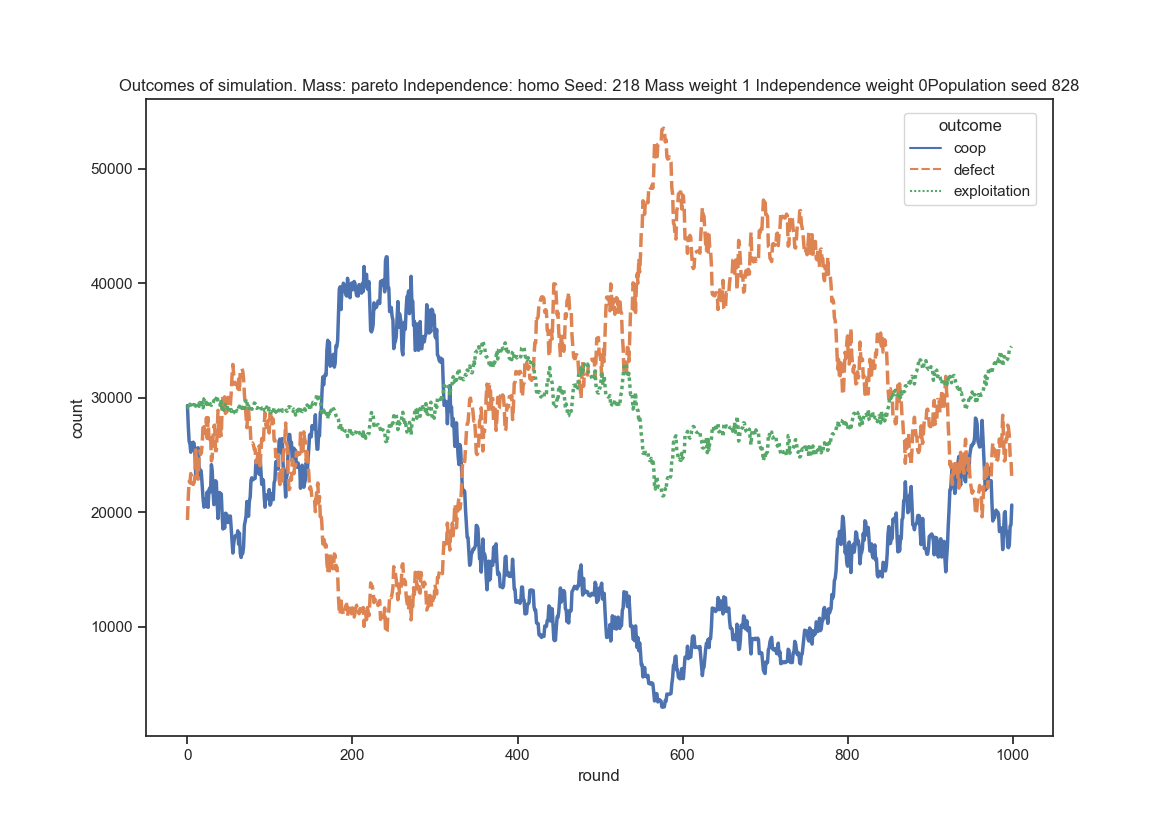 Outcomes of simulation. Mass: pareto Independence: homo Seed: 218 Mass weight 1 Independence weight 0Population seed 828
outcome
coop
defect
exploitation
count
50000
40000
30000
20000
10000
0
200
400
600
800
1000
round